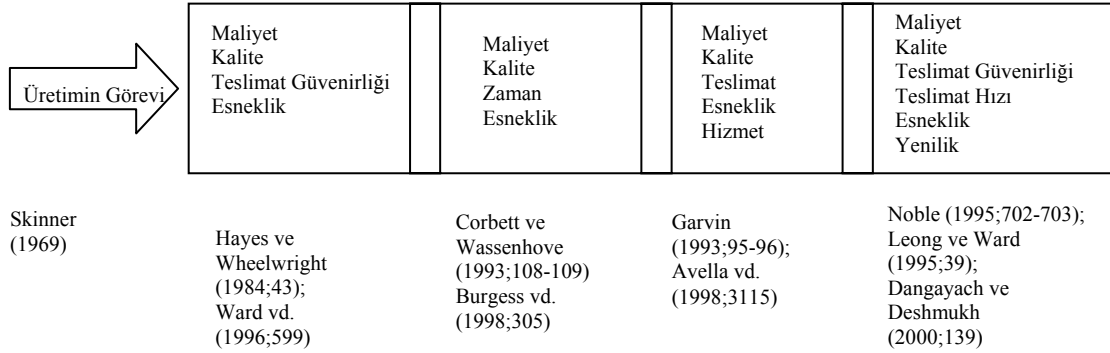 Üretimin Görevi
Maliyet
Kalite
Teslimat Güvenirliği
Esneklik
Maliyet
Kalite
Zaman
Esneklik
Maliyet
Kalite
Teslimat
Esneklik
Hizmet
Maliyet
Kalite
Teslimat Güvenirliği
Teslimat Hızı
Esneklik
Yenilik
Skinner
(1969)
Hayes ve
Wheelwright
(1984;43);
Ward vd.
(1996;599)
Corbett ve
Wassenhove
(1993;108-109)
Burgess vd.
(1998;305)
Garvin
(1993;95-96);
Avella vd.
(1998;3115)
Noble (1995;702-703);
Leong ve Ward
(1995;39);
Dangayach ve
Deshmukh
(2000;139)